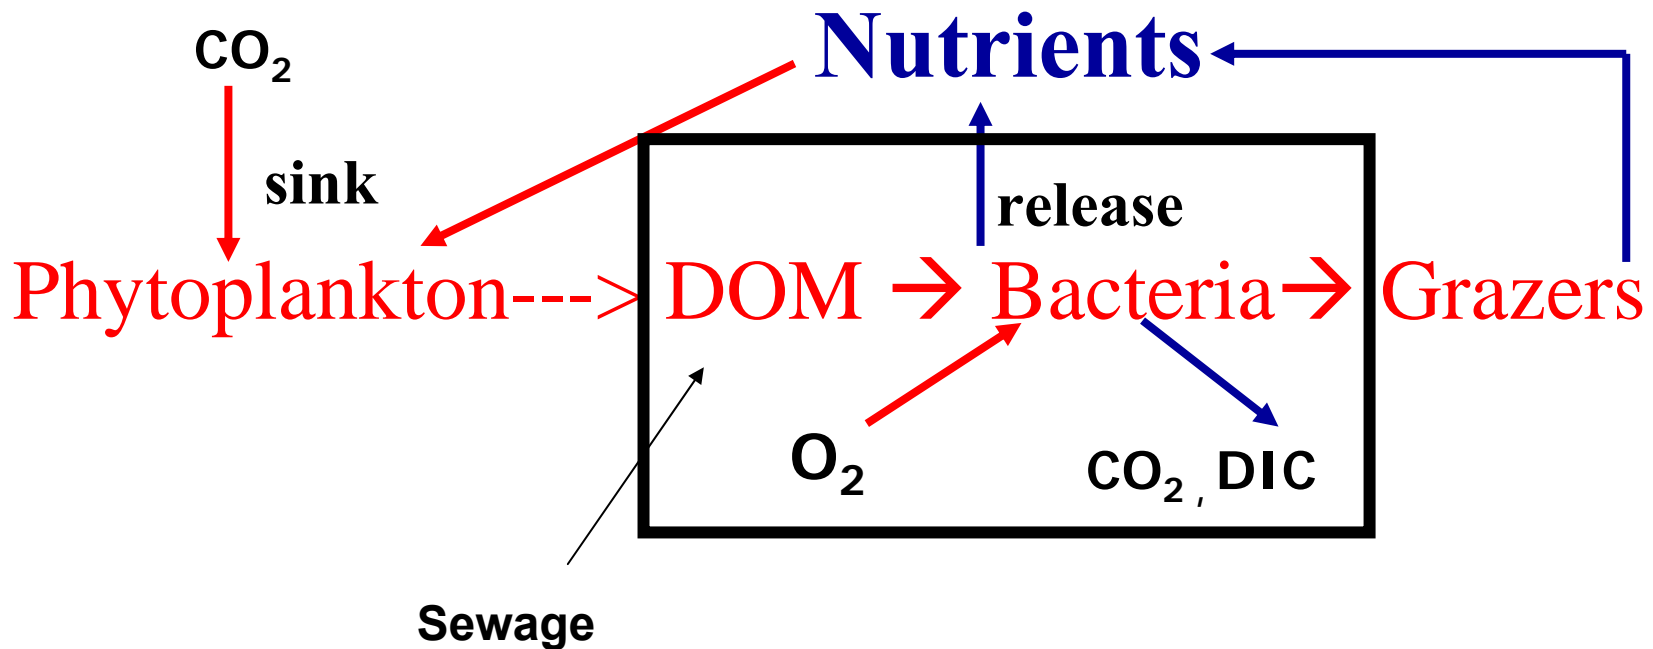 CO₂ Nutrients
sink release
Phytoplankton---> DOM → Bacteria → Grazers
O₂ CO₂ , DIC
Sewage